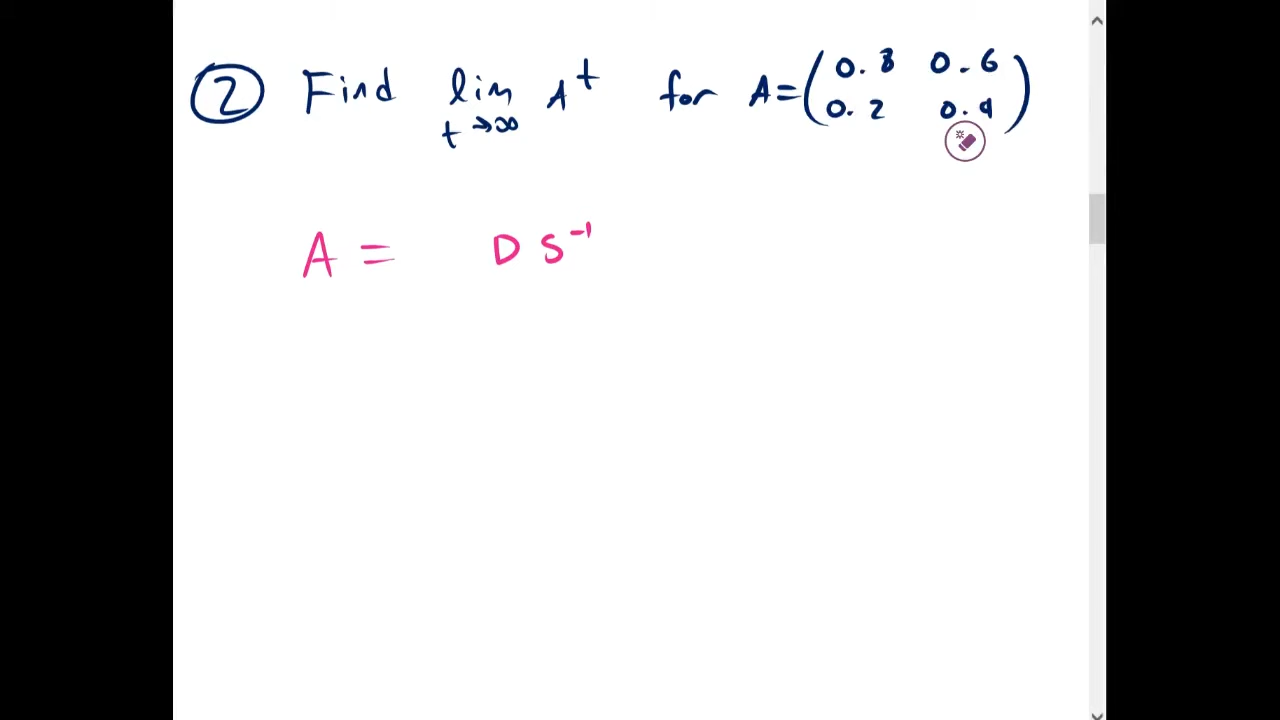 ② Find lim t→∞ A^t for A = (0.8 0.6
0.2 0.4)
A = D S^-1